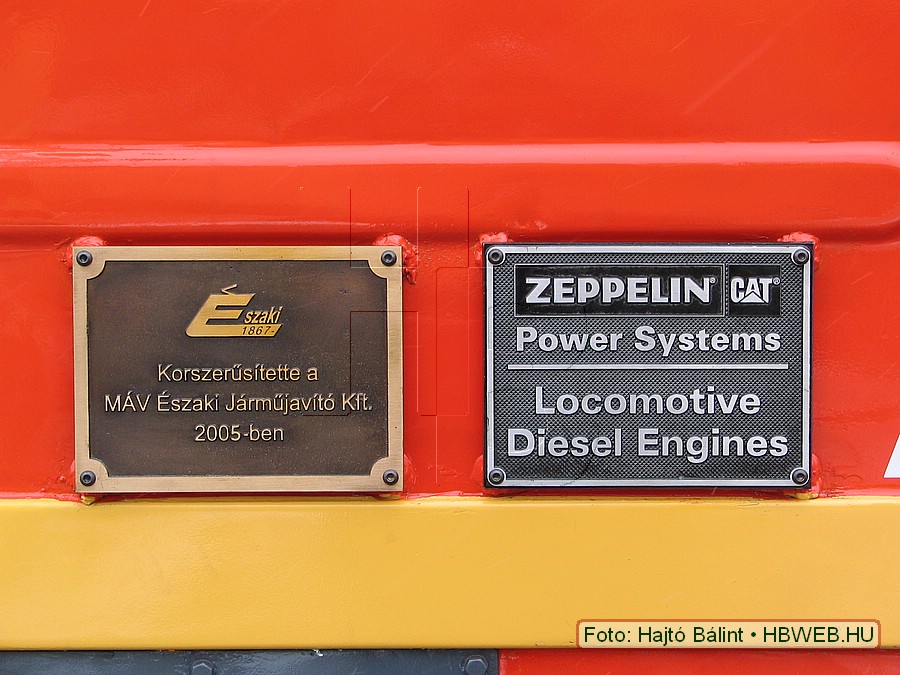 Északi
1867-
Korszerűsítette a
MÁV Északi Járműjavító Kft.
2005-ben
ZEPPELIN® CAT®
Power Systems
Locomotive
Diesel Engines
Foto: Hajtó Bálint • HBWEB.HU